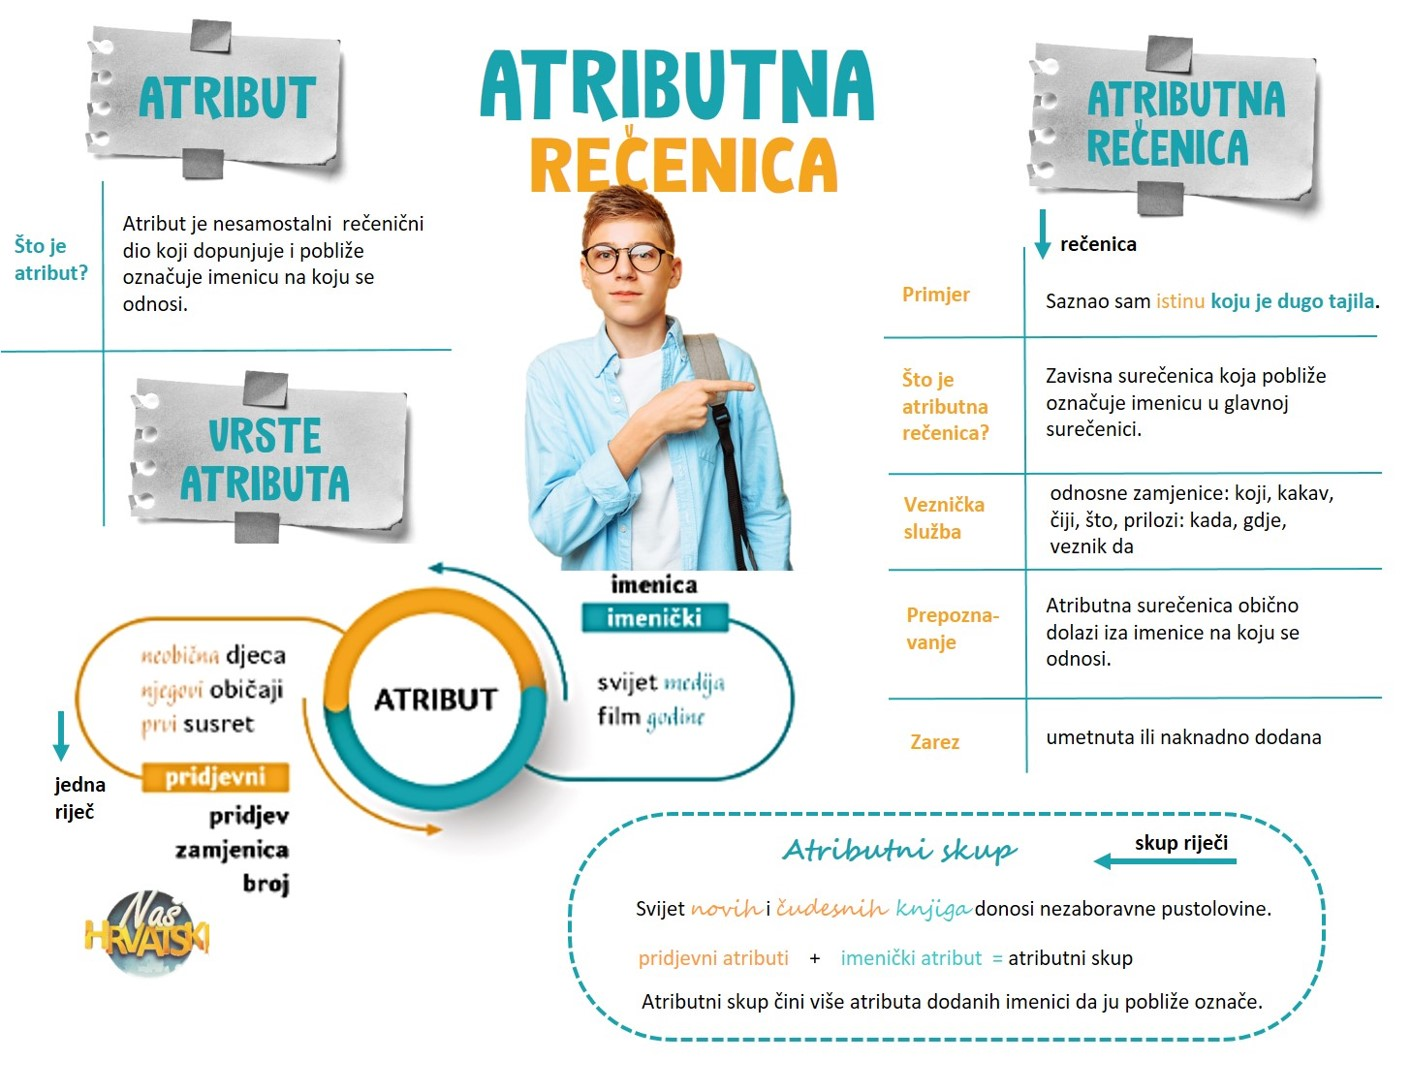 ATRIBUT
Što je
atribut?
Atribut je nesamostalni rečenični
dio koji dopunjuje i pobliže
označuje imenicu na koju se
odnosi.
VRSTE
ATRIBUTA
ATRIBUTNA
REČENICA
ATRIBUTNA
REČENICA
rečenica
Primjer
Saznao sam istinu koju je dugo tajila.
Što je
atributna
rečenica?
Zavisna surečenica koja pobliže
označuje imenicu u glavnoj
surečenici.
Veznička
služba
odnosne zamjenice: koji, kakav,
čiji, što, prilozi: kada, gdje,
veznik da
Prepozna-
vanje
Atributna surečenica obično
dolazi iza imenice na koju se
odnosi.
Zarez
umetnuta ili naknadno dodana
neobična djeca
njegovi običaji
prvi susret
pridjevni
pridjev
zamjenica
broj
jedna
riječ
ATRIBUT
imenica
imenički
svijet medija
film godine
Naš
HRVATSKI
Atributni skup
skup riječi
Svijet novih i čudesnih knjiga donosi nezaboravne pustolovine.
pridjevni atributi + imenički atribut = atributni skup
Atributni skup čini više atributa dodanih imenici da ju pobliže označe.